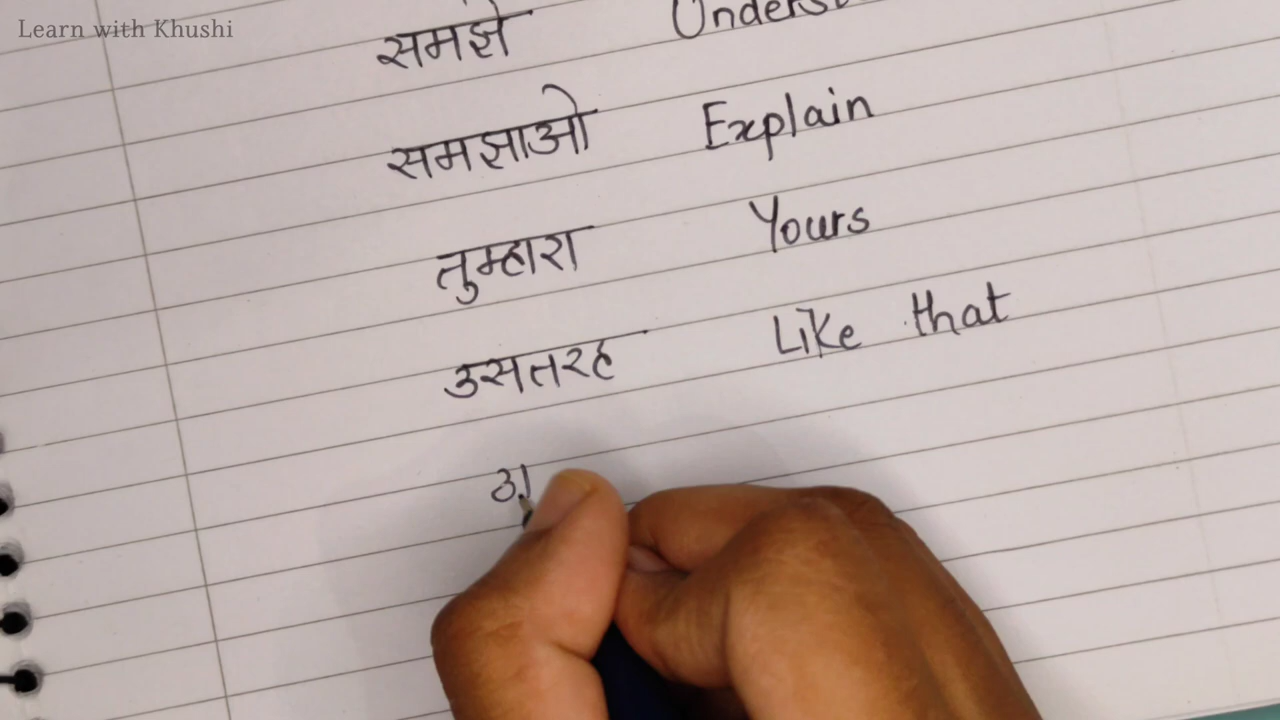 Learn with Khushi
समझे
समझाओ Explain
तुम्हारा Yours
उसतरह Like that